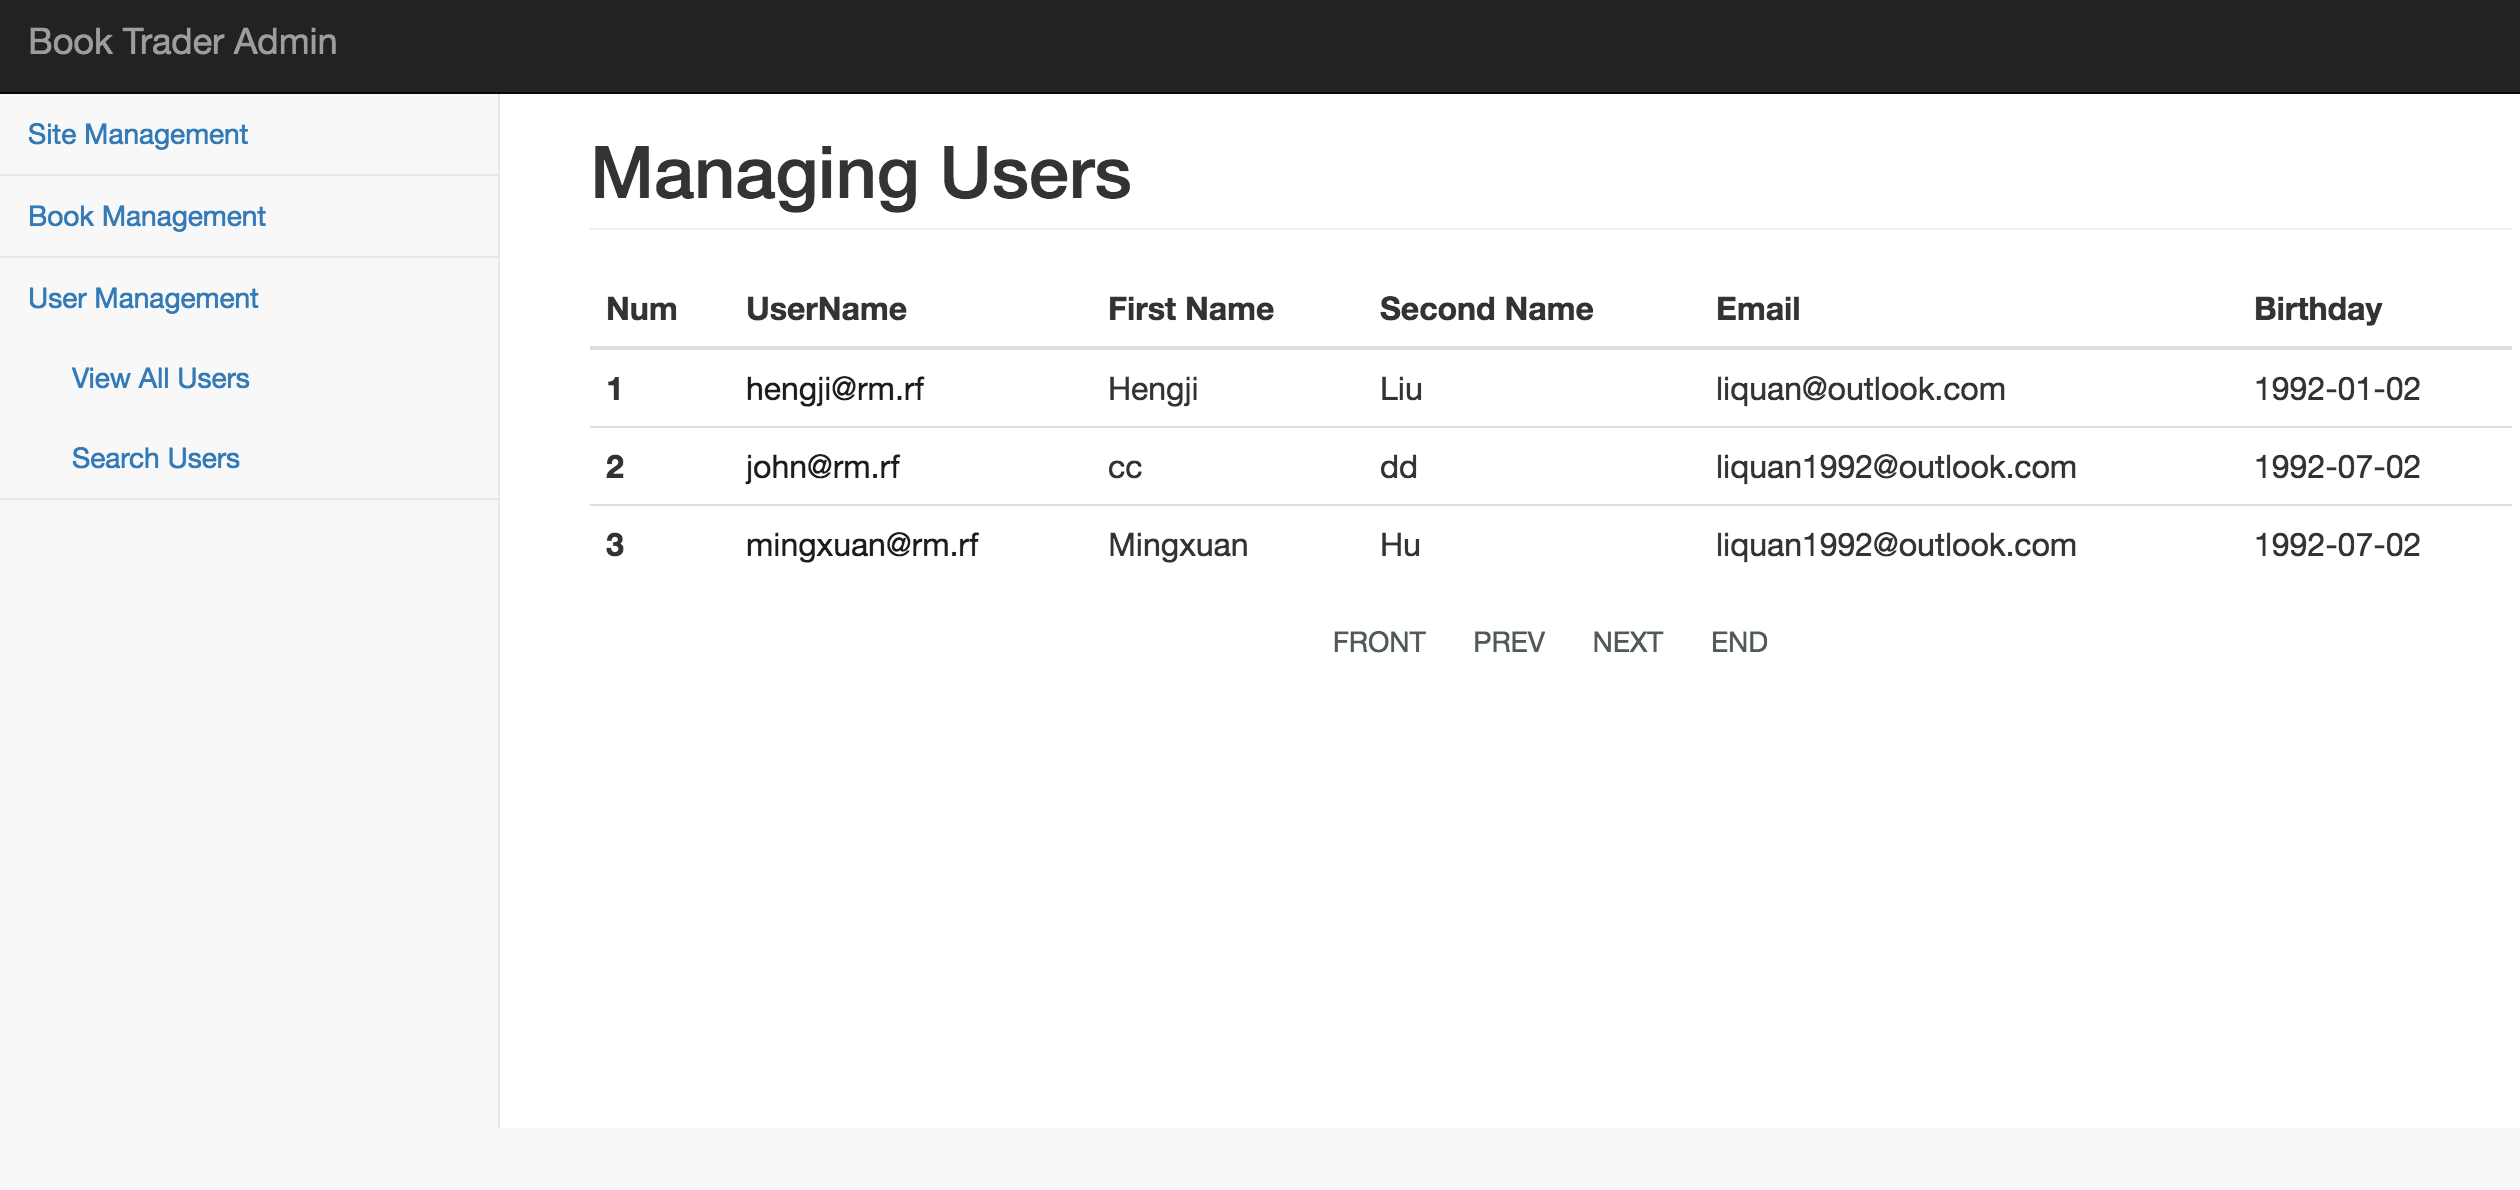 Book Trader Admin
Site Management
Book Management
User Management
View All Users
Search Users
Managing Users
Num UserName First Name Second Name Email Birthday
1 hengji@rm.rf Hengji Liu liquan@outlook.com 1992-01-02
2 john@rm.rf cc dd liquan1992@outlook.com 1992-07-02
3 mingxuan@rm.rf Mingxuan Hu liquan1992@outlook.com 1992-07-02
FRONT PREV NEXT END